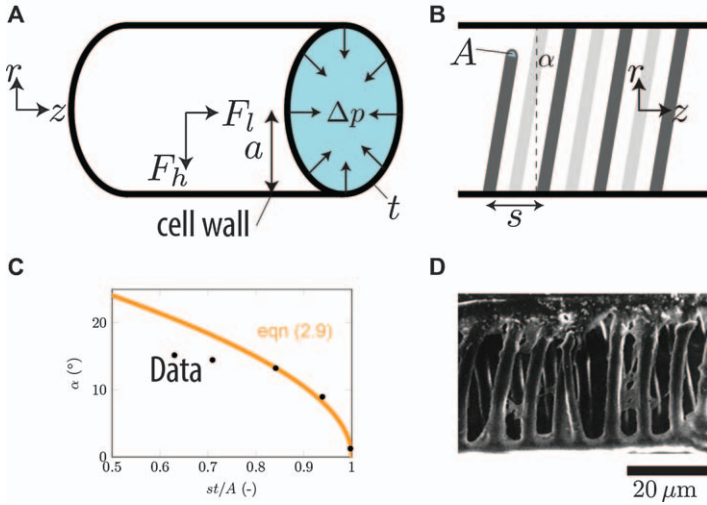 A
r
z
F_l
F_h
a
Δp
t
cell wall
B
A
α
r
z
s
C
α (°)
20
10
0
eqn (2.9)
Data
0.5 0.6 0.7 0.8 0.9 1
st/A (-)
D
20 μm